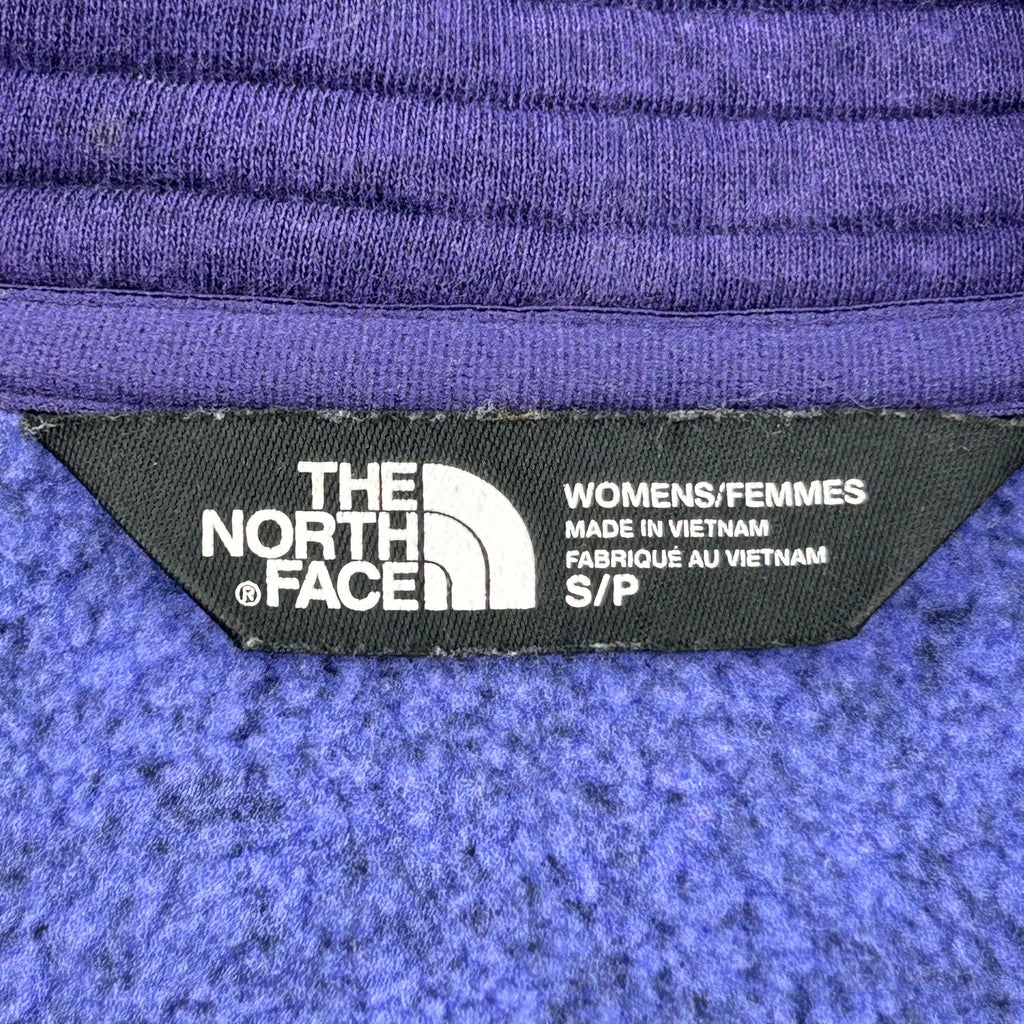 THE
NORTH
®FACE
WOMENS/FEMMES
MADE IN VIETNAM
FABRIQUÉ AU VIETNAM
S/P